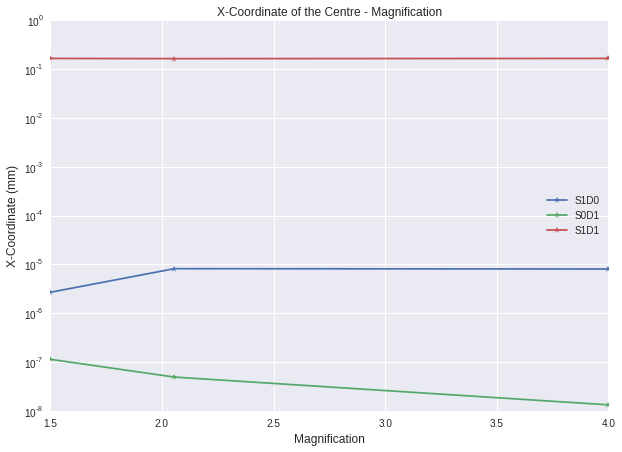 X-Coordinate of the Centre - Magnification
10^0
10^-1
10^-2
10^-3
10^-4
10^-5
10^-6
10^-7
10^-8
X-Coordinate (mm)
S1D0
S0D1
S1D1
1.5 2.0 2.5 3.0 3.5 4.0
Magnification